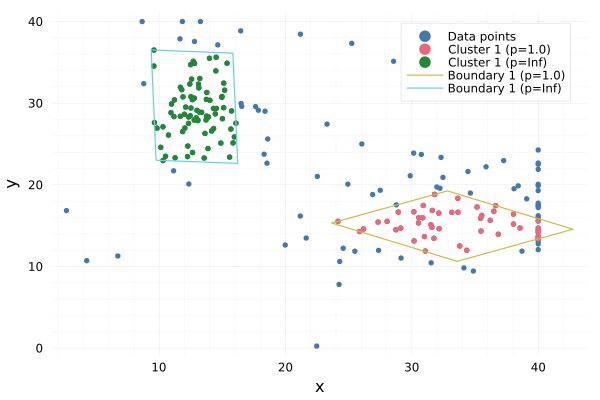 40
30
20
10
0
y
10
20
30
40
x
Data points
Cluster 1 (p=1.0)
Cluster 1 (p=Inf)
Boundary 1 (p=1.0)
Boundary 1 (p=Inf)